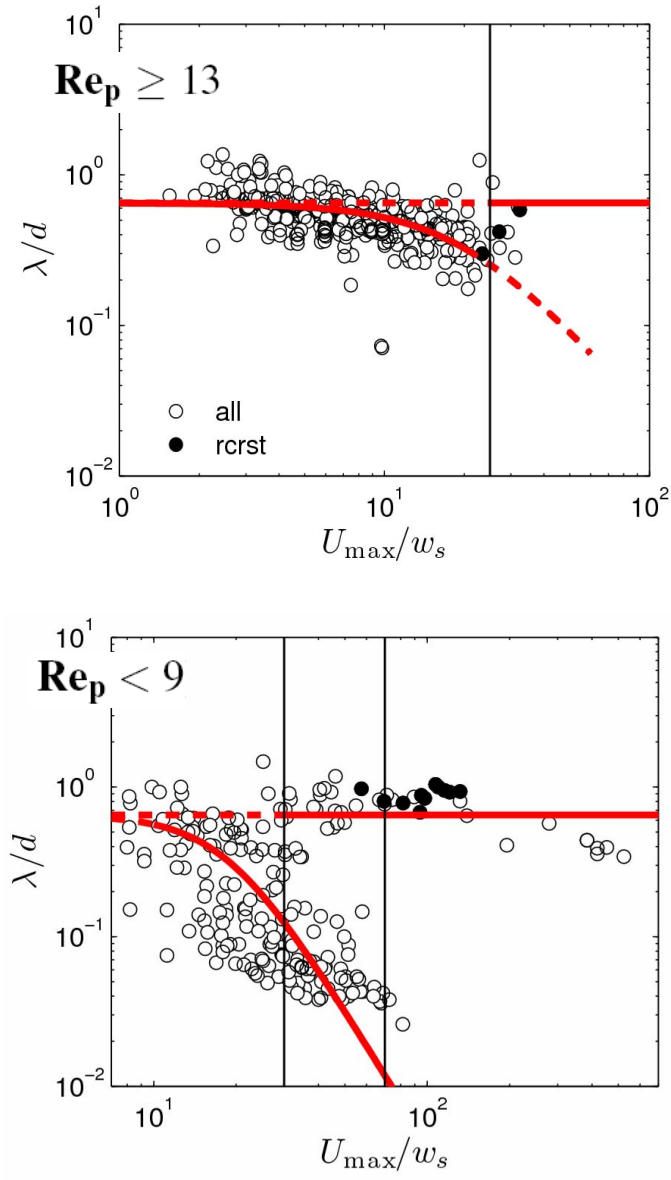 10^1
Re_p ≥ 13
10^0
λ/d
10^{-1}
all
rcrst
10^{-2}
10^0 10^1 10^2
U_max/w_s
10^1
Re_p < 9
10^0
λ/d
10^{-1}
10^{-2}
10^1 10^2
U_max/w_s